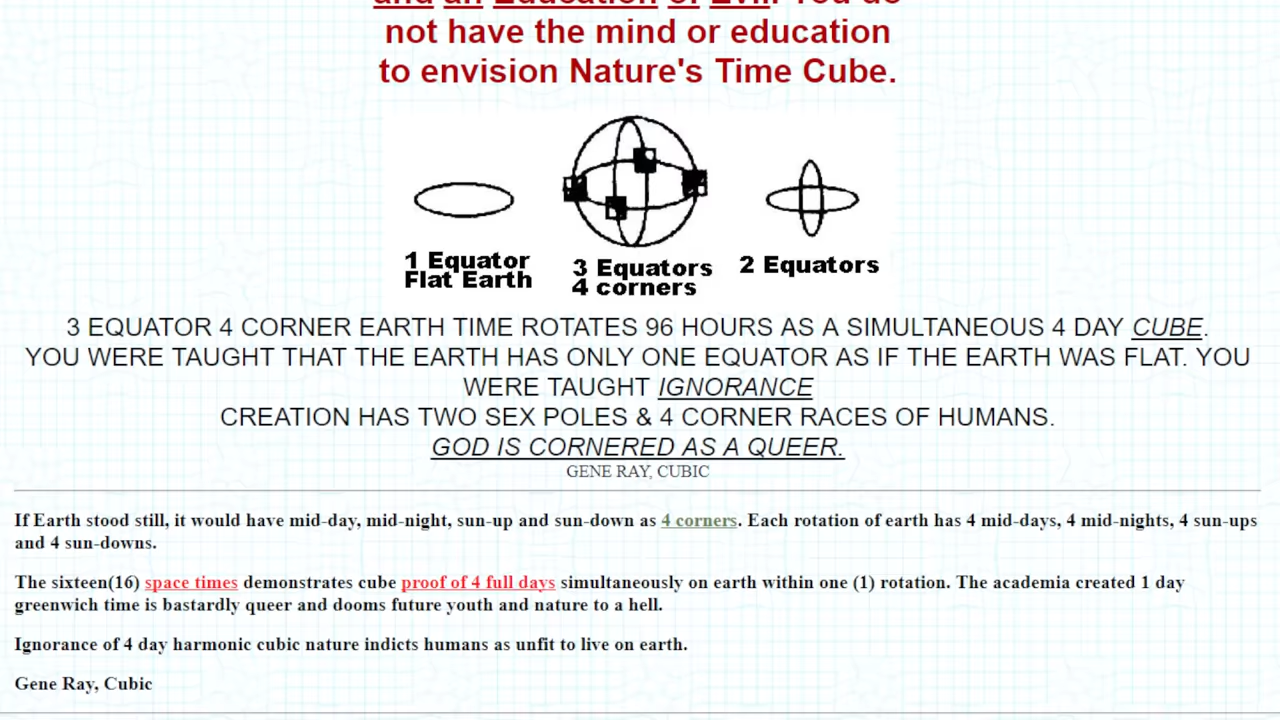 and an Education of Evil. You do
not have the mind or education
to envision Nature's Time Cube.
1 Equator
Flat Earth
3 Equators
4 corners
2 Equators
3 EQUATOR 4 CORNER EARTH TIME ROTATES 96 HOURS AS A SIMULTANEOUS 4 DAY CUBE.
YOU WERE TAUGHT THAT THE EARTH HAS ONLY ONE EQUATOR AS IF THE EARTH WAS FLAT. YOU
WERE TAUGHT IGNORANCE
CREATION HAS TWO SEX POLES & 4 CORNER RACES OF HUMANS.
GOD IS CORNERED AS A QUEER.
GENE RAY, CUBIC
If Earth stood still, it would have mid-day, mid-night, sun-up and sun-down as 4 corners. Each rotation of earth has 4 mid-days, 4 mid-nights, 4 sun-ups
and 4 sun-downs.
The sixteen(16) space times demonstrates cube proof of 4 full days simultaneously on earth within one (1) rotation. The academia created 1 day
greenwich time is bastardly queer and dooms future youth and nature to a hell.
Ignorance of 4 day harmonic cubic nature indicts humans as unfit to live on earth.
Gene Ray, Cubic